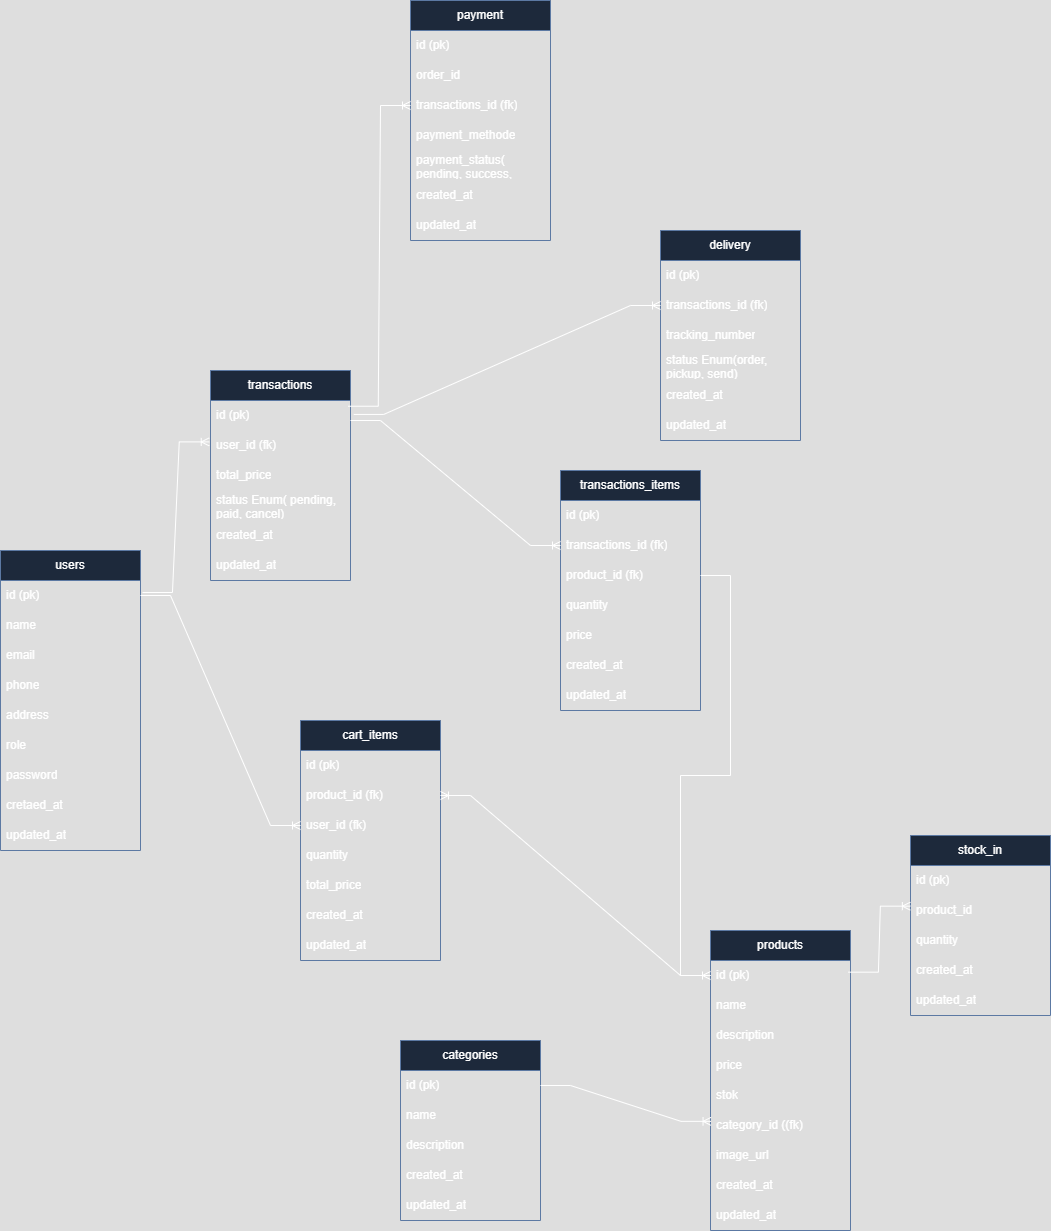 payment
id (pk)
order_id
transactions_id (fk)
payment_methode
payment_status(
pending, success,
created_at
updated_at
delivery
id (pk)
transactions_id (fk)
tracking_number
status Enum(order,
pickup, send)
created_at
updated_at
transactions
id (pk)
user_id (fk)
total_price
status Enum( pending,
paid, cancel)
created_at
updated_at
transactions_items
id (pk)
transactions_id (fk)
product_id (fk)
quantity
price
created_at
updated_at
users
id (pk)
name
email
phone
address
role
password
cretaed_at
updated_at
cart_items
id (pk)
product_id (fk)
user_id (fk)
quantity
total_price
created_at
updated_at
stock_in
id (pk)
product_id
quantity
created_at
updated_at
products
id (pk)
name
description
price
stok
category_id ((fk)
image_url
created_at
updated_at
categories
id (pk)
name
description
created_at
updated_at